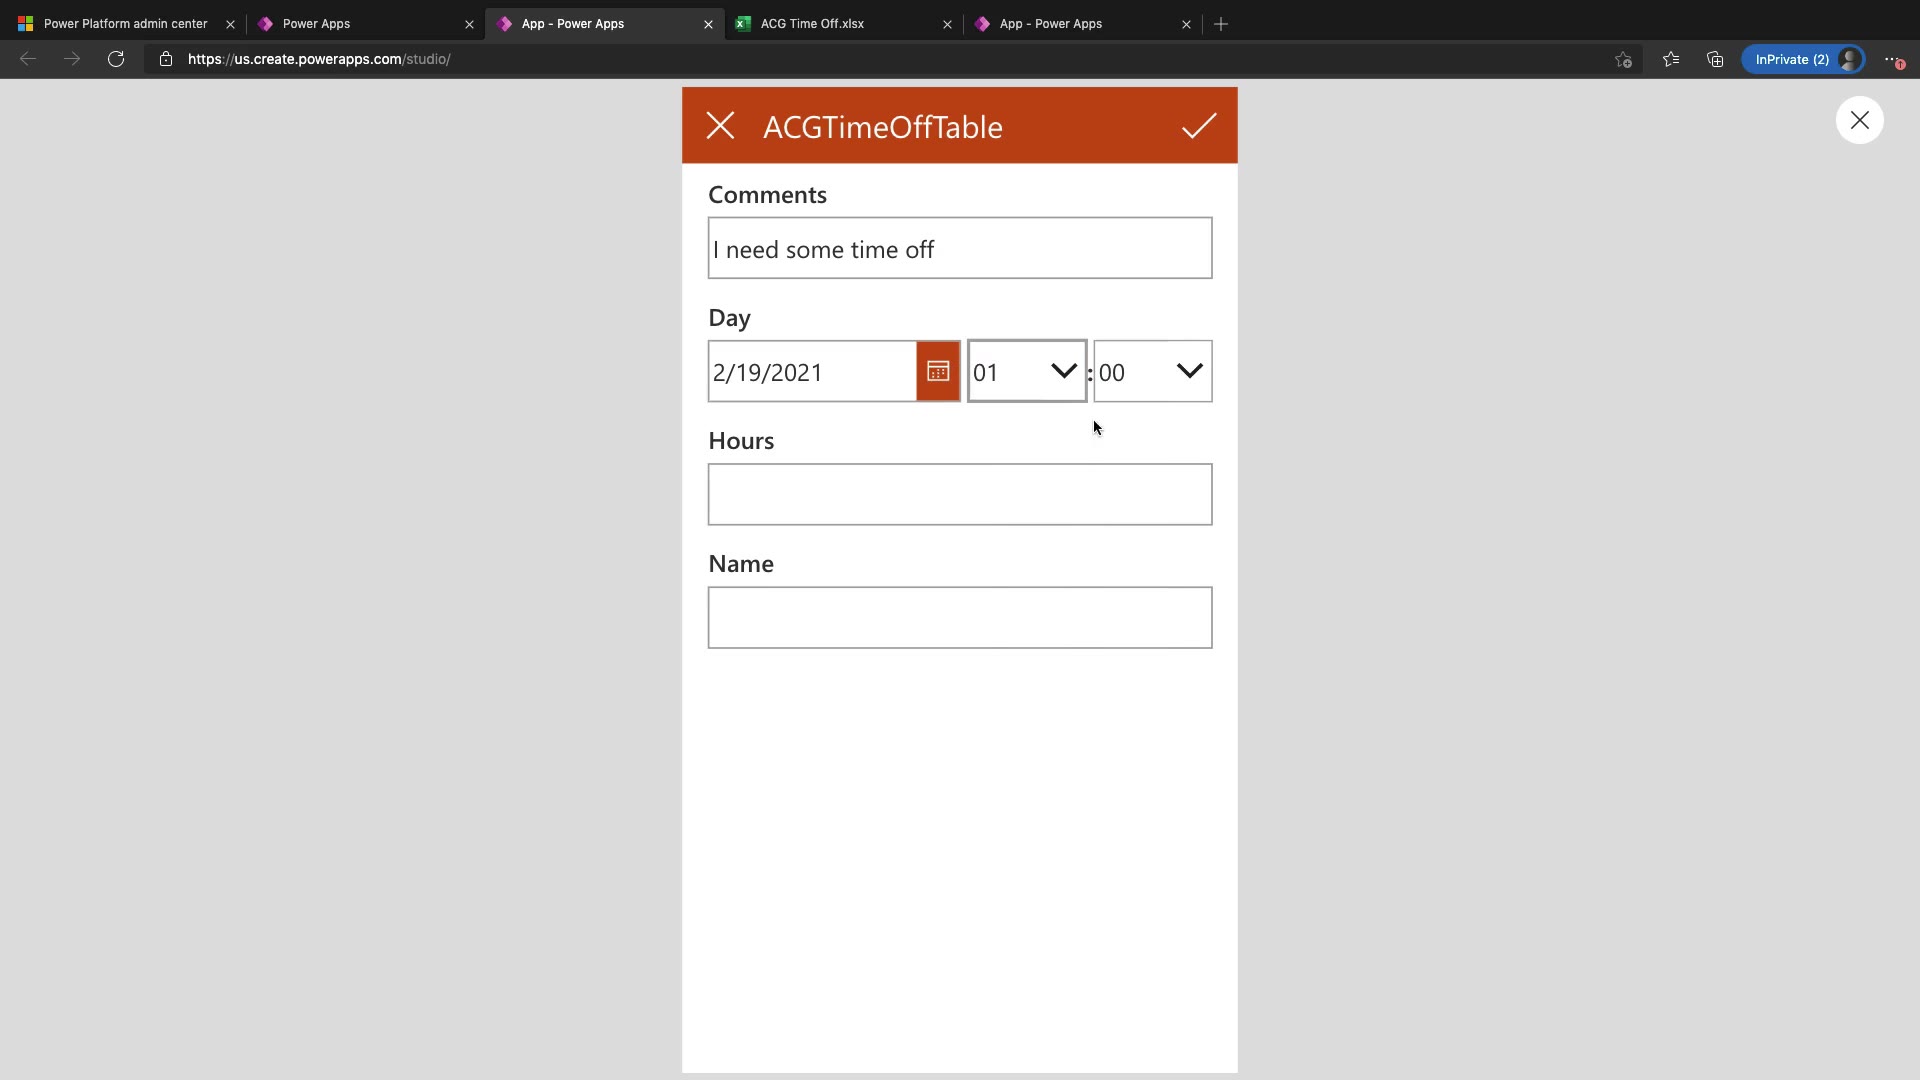 Power Platform admin center
Power Apps
App - Power Apps
ACG Time Off.xlsx
App - Power Apps
https://us.create.powerapps.com/studio/
InPrivate (2)
ACGTimeOffTable
Comments
I need some time off
Day
2/19/2021
01
:
00
Hours
Name